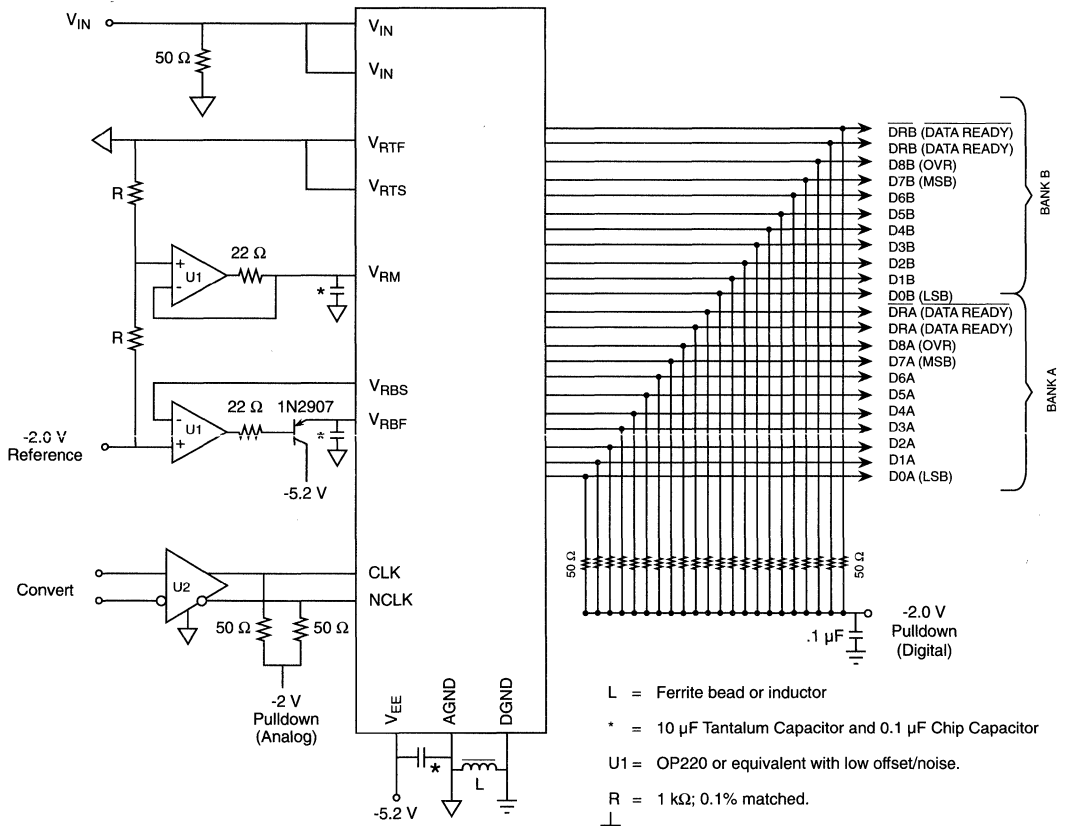 V_IN
50 Ω
R
R
-2.0 V
Reference
U1
+
-
22 Ω
*
U1
-
+
22 Ω
1N2907
*
-5.2 V
Convert
U2
50 Ω
50 Ω
-2 V
Pulldown
(Analog)
V_IN
V_IN
V_RTF
V_RTS
V_RM
V_RBS
V_RBF
CLK
NCLK
V_EE
AGND
DGND
*
L
-5.2 V
DRB (DATA READY)
DRB (DATA READY)
D8B (OVR)
D7B (MSB)
D6B
D5B
D4B
D3B
D2B
D1B
D0B (LSB)
BANK B
DRA (DATA READY)
DRA (DATA READY)
D8A (OVR)
D7A (MSB)
D6A
D5A
D4A
D3A
D2A
D1A
D0A (LSB)
BANK A
50 Ω
50 Ω
-2.0 V
Pulldown
(Digital)
.1 µF
L = Ferrite bead or inductor
* = 10 µF Tantalum Capacitor and 0.1 µF Chip Capacitor
U1 = OP220 or equivalent with low offset/noise.
R = 1 kΩ; 0.1% matched.